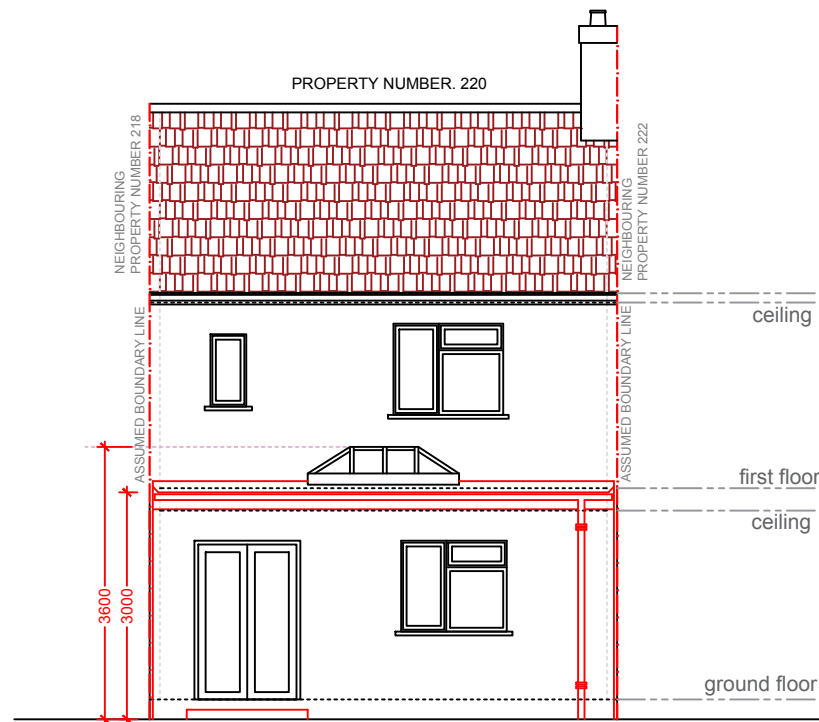 PROPERTY NUMBER. 220
NEIGHBOURING
PROPERTY NUMBER 218
NEIGHBOURING
PROPERTY NUMBER 222
ceiling
ASSUMED BOUNDARY LINE
ASSUMED BOUNDARY LINE
first floor
ceiling
3600
3000
ground floor